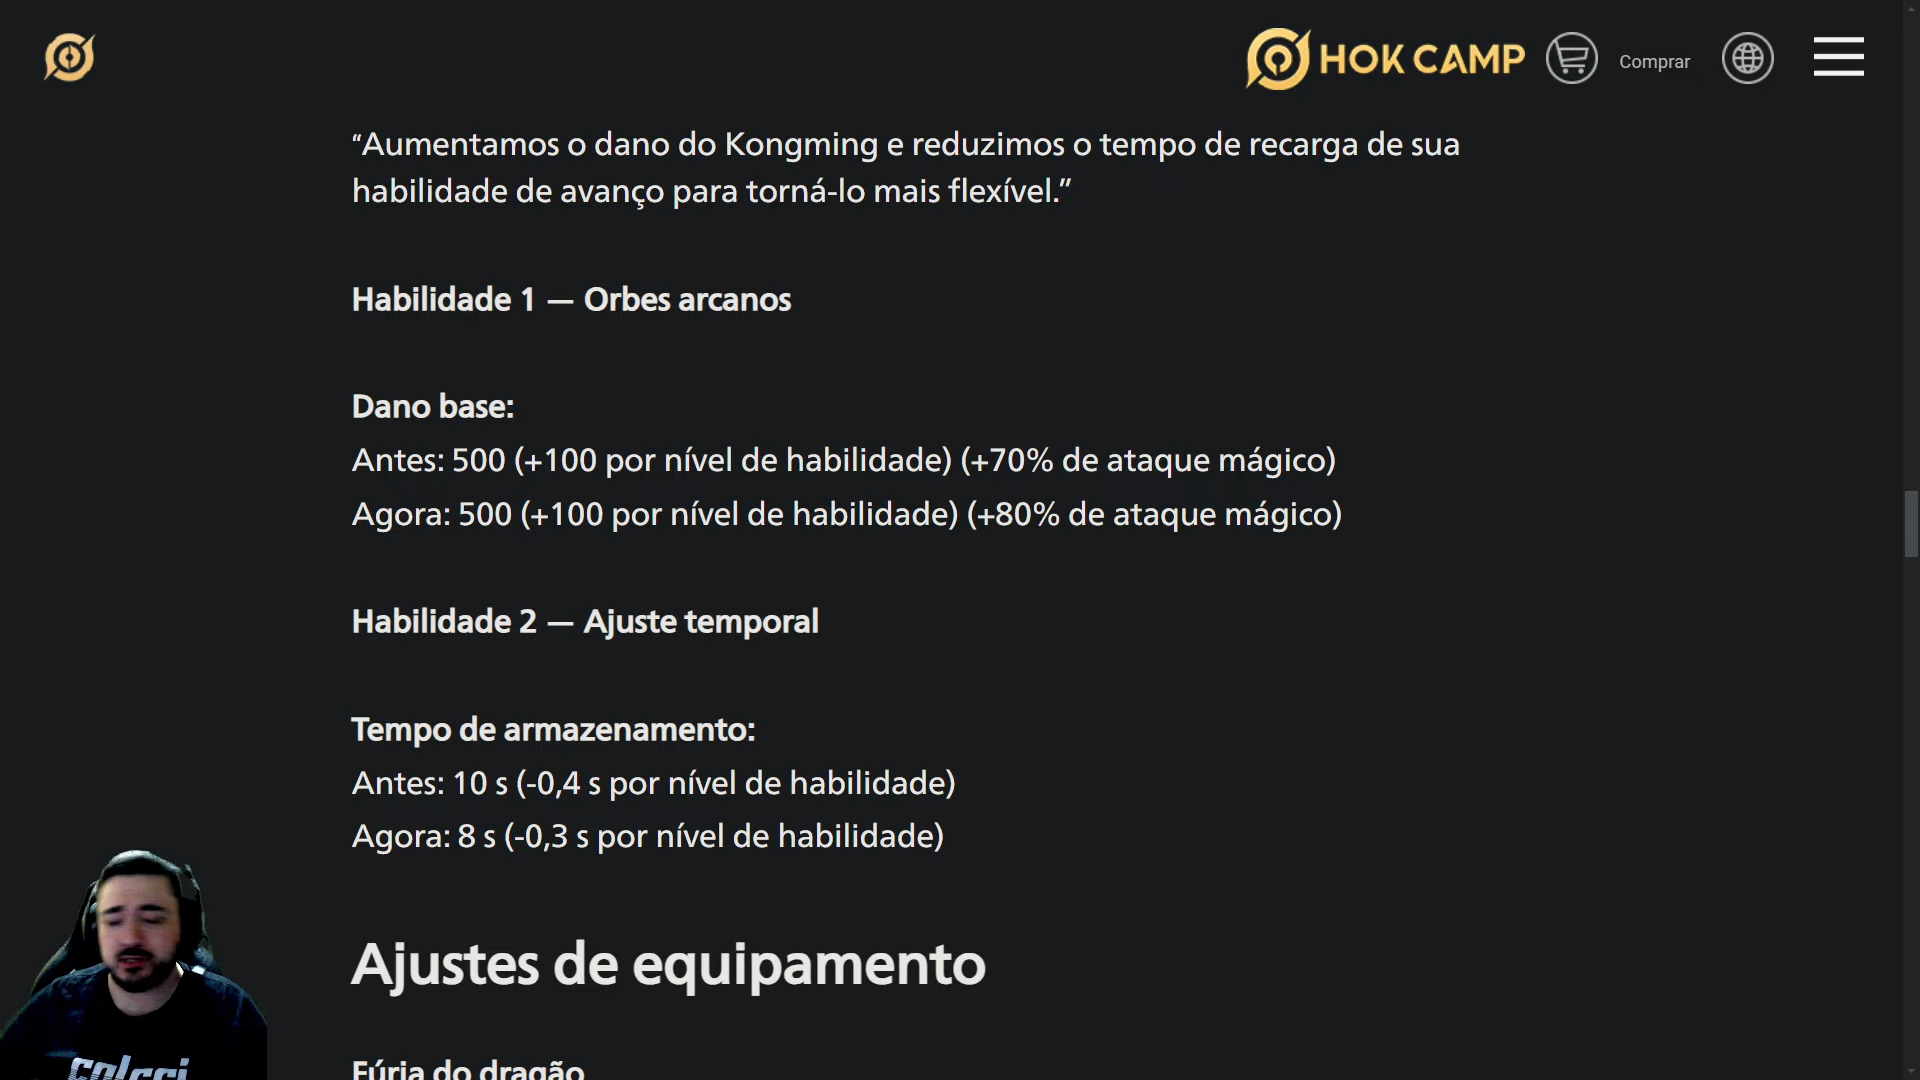 HOK CAMP
Comprar
“Aumentamos o dano do Kongming e reduzimos o tempo de recarga de sua
habilidade de avanço para torná-lo mais flexível.”
Habilidade 1 — Orbes arcanos
Dano base:
Antes: 500 (+100 por nível de habilidade) (+70% de ataque mágico)
Agora: 500 (+100 por nível de habilidade) (+80% de ataque mágico)
Habilidade 2 — Ajuste temporal
Tempo de armazenamento:
Antes: 10 s (-0,4 s por nível de habilidade)
Agora: 8 s (-0,3 s por nível de habilidade)
Ajustes de equipamento
Fúria do dragão
colcci